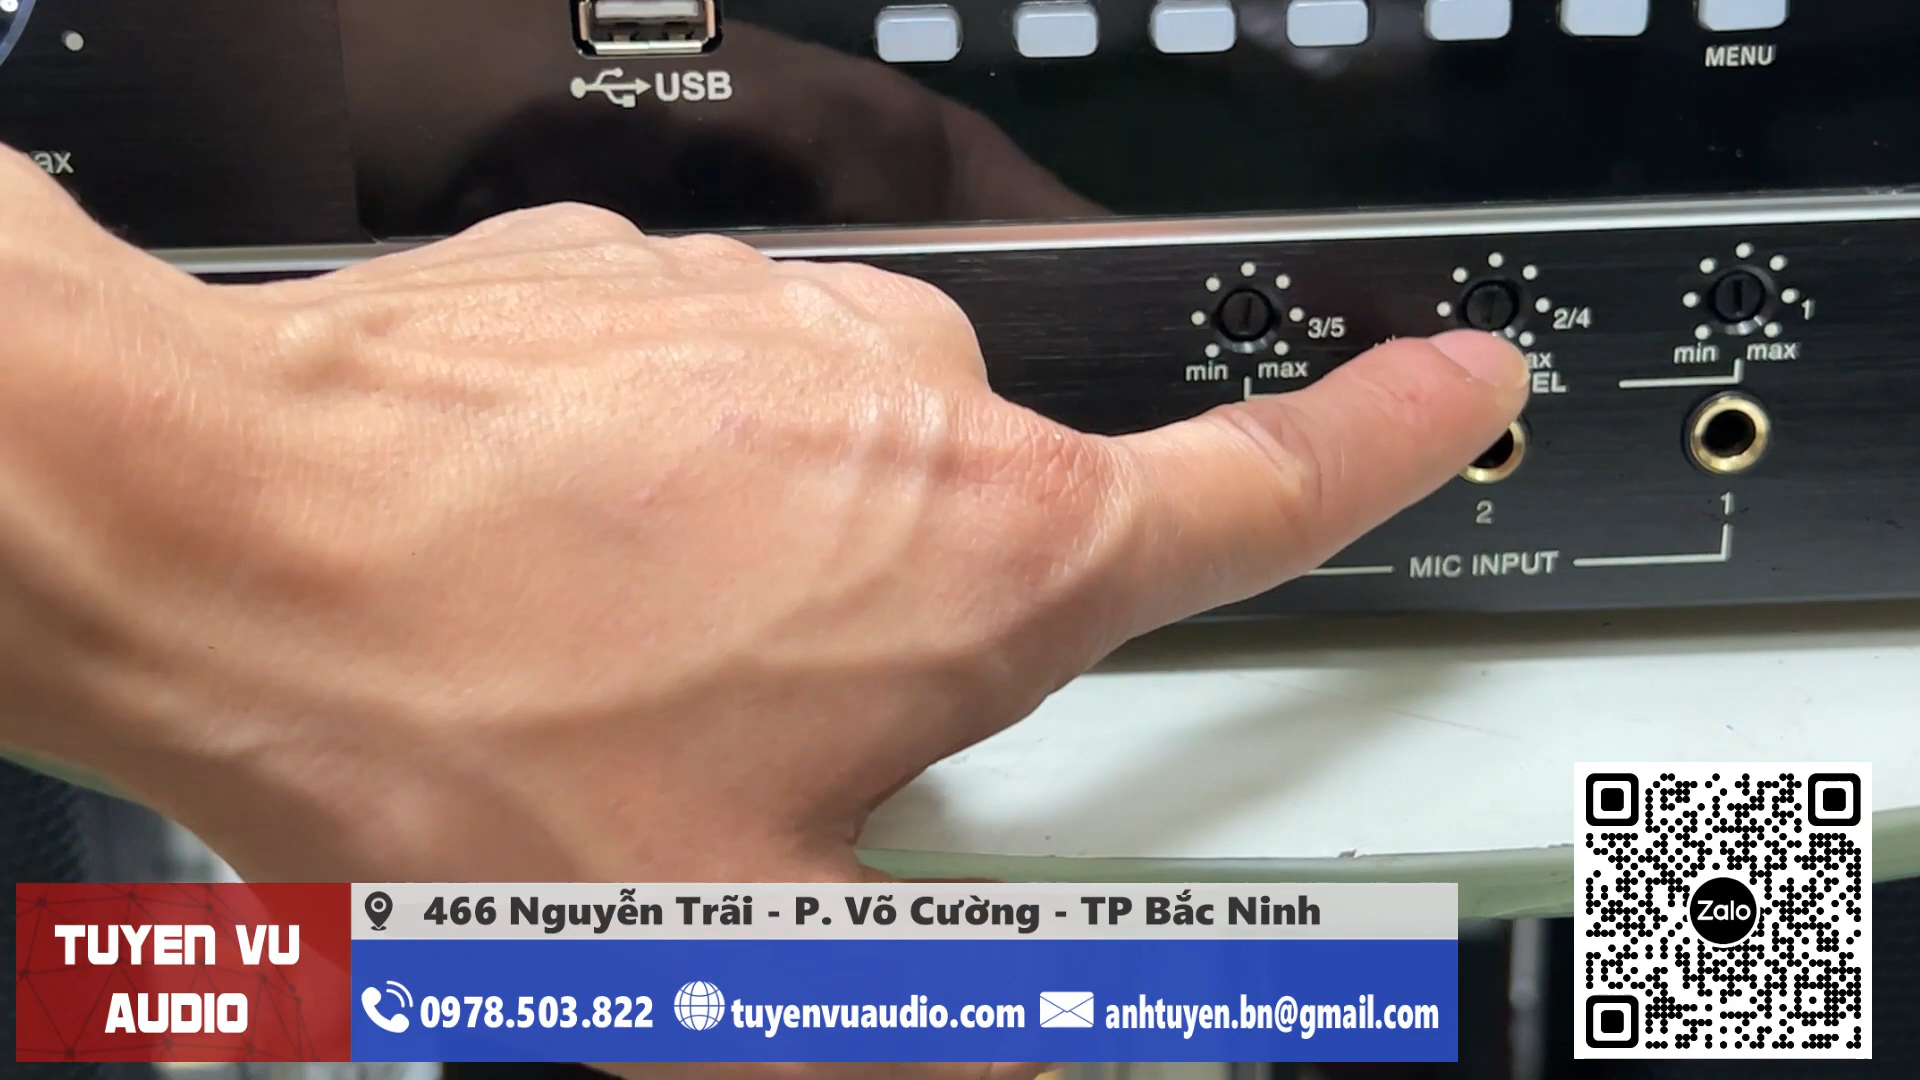 USB
MENU
ax
3/5
2/4
1
min
max
ax
min
max
EL
2
1
MIC INPUT
TUYEN VU
AUDIO
466 Nguyễn Trãi - P. Võ Cường - TP Bắc Ninh
0978.503.822
tuyenvuaudio.com
anhtuyen.bn@gmail.com
Zalo